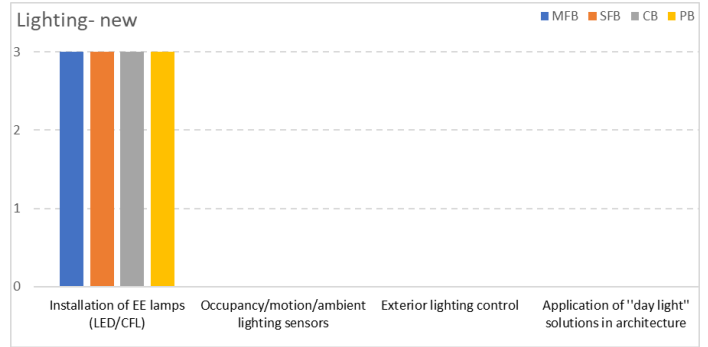 Lighting- new
MFB SFB CB PB
3
2
1
0
Installation of EE lamps
(LED/CFL)
Occupancy/motion/ambient
lighting sensors
Exterior lighting control
Application of ''day light''
solutions in architecture